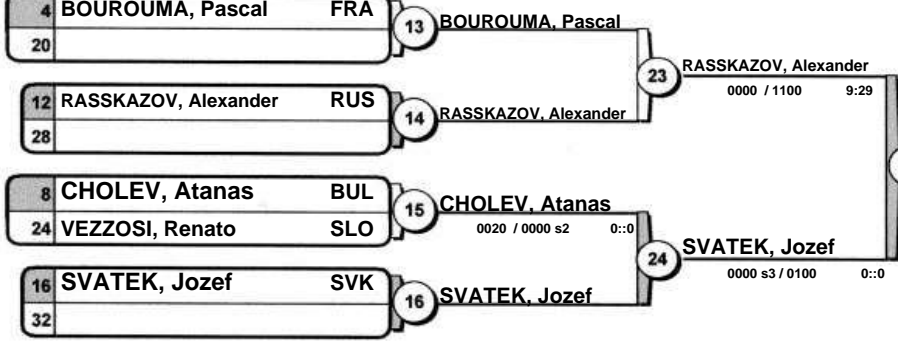 4 BOUROUMA, Pascal FRA
20
13
BOUROUMA, Pascal
12 RASSKAZOV, Alexander RUS
28
14
RASSKAZOV, Alexander
23
RASSKAZOV, Alexander
0000 / 1100 9:29
8 CHOLEV, Atanas BUL
24 VEZZOSI, Renato SLO
15
CHOLEV, Atanas
0020 / 0000 s2 0::0
16 SVATEK, Jozef SVK
32
16
SVATEK, Jozef
24
SVATEK, Jozef
0000 s3 / 0100 0::0